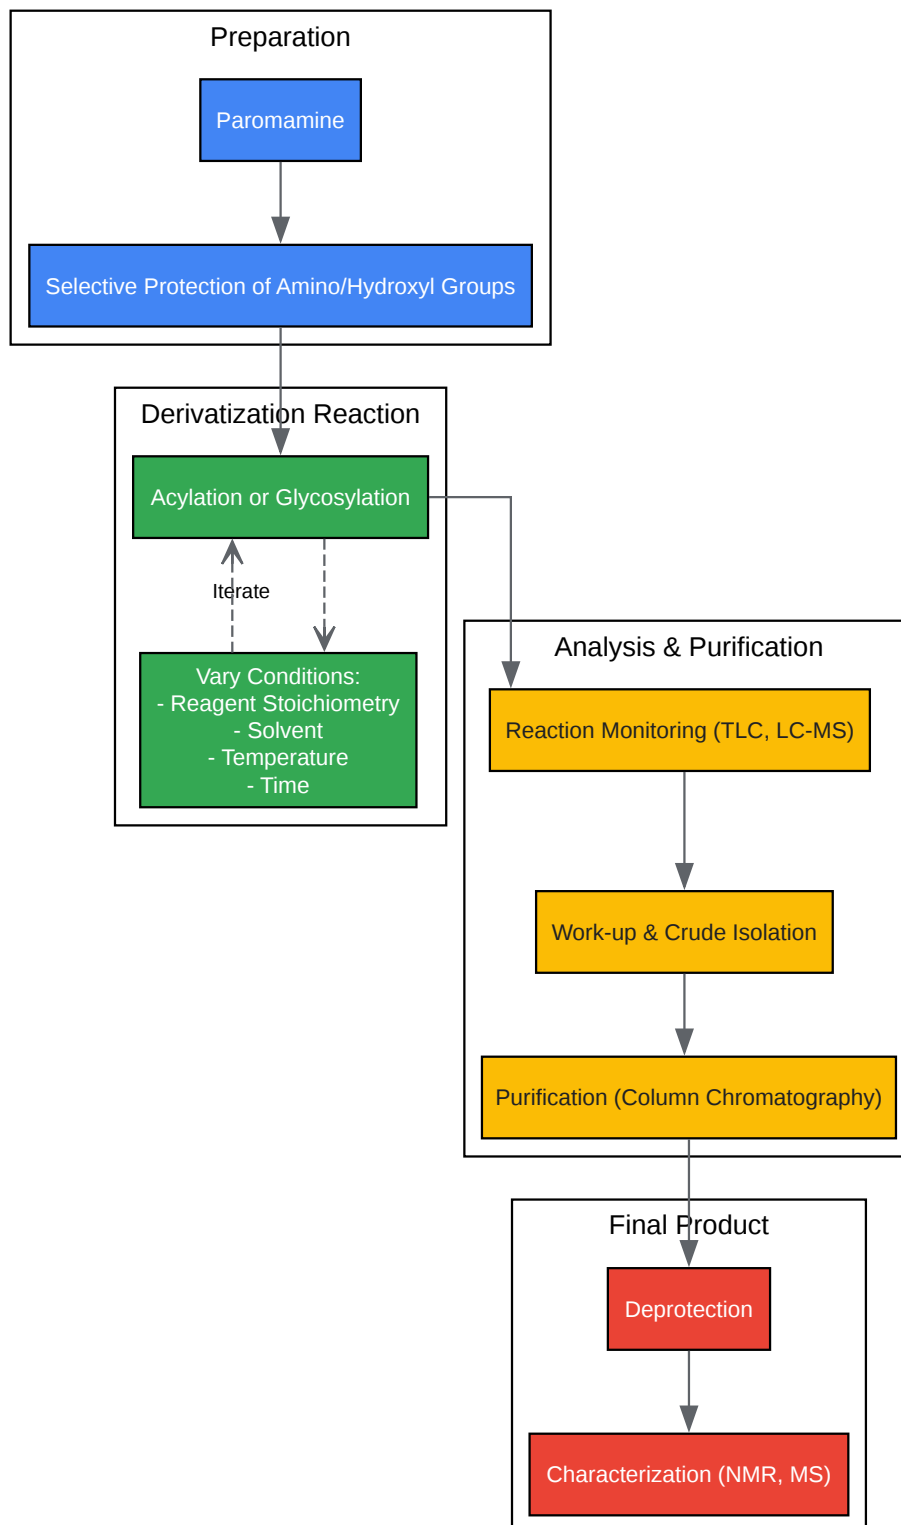 Preparation
Paromamine
Selective Protection of Amino/Hydroxyl Groups
Derivatization Reaction
Acylation or Glycosylation
Iterate
Vary Conditions:
- Reagent Stoichiometry
- Solvent
- Temperature
- Time
Analysis & Purification
Reaction Monitoring (TLC, LC-MS)
Work-up & Crude Isolation
Purification (Column Chromatography)
Final Product
Deprotection
Characterization (NMR, MS)